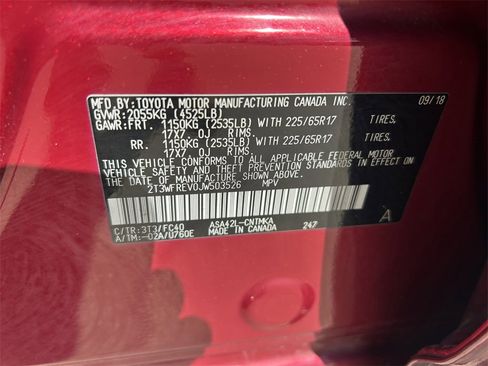 MFD.BY:TOYOTA MOTOR MANUFACTURING CANADA INC. 09/18
GVWR:2055KG (4525LB)
GAWR:FRT. 1150KG (2535LB) WITH 225/65R17 TIRES,
17X7.0J RIMS.
RR. 1150KG (2535LB) WITH 225/65R17 TIRES,
17X7.0J RIMS.
THIS VEHICLE CONFORMS TO ALL APPLICABLE FEDERAL MOTOR
VEHICLE SAFETY AND THEFT PREVENTION STANDARDS IN EFFECT ON
THE DATE OF MANUFACTURE SHOWN ABOVE.
2T3WFREV0JW503526 MPV
A
C/TR:3T3/FC40 ASA42L-CNTMKA 247
A/TM:-02A/U760E MADE IN CANADA